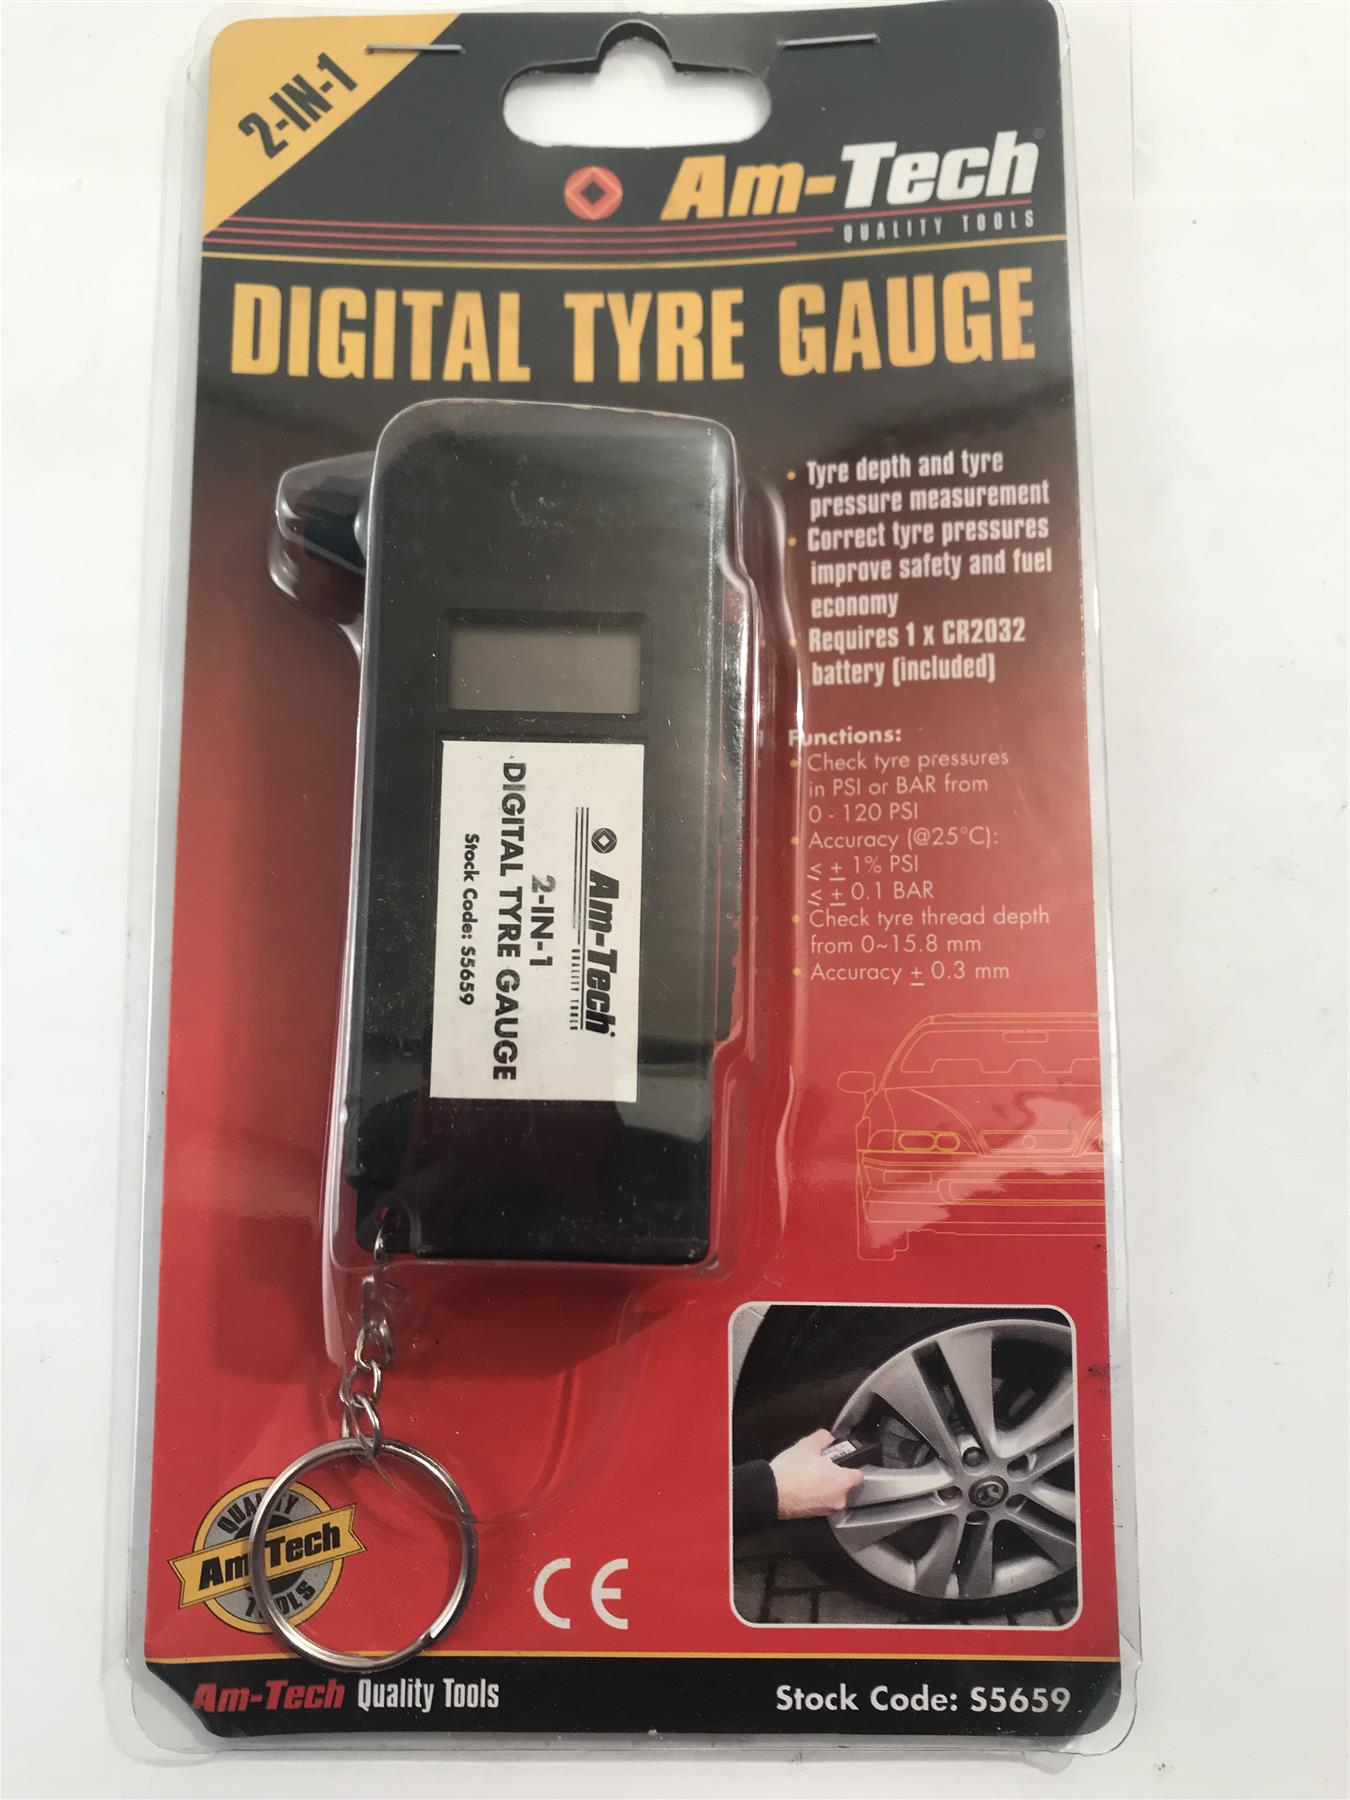 2-IN-1
Am-Tech®
QUALITY TOOLS
DIGITAL TYRE GAUGE
• Tyre depth and tyre
pressure measurement
• Correct tyre pressures
improve safety and fuel
economy
• Requires 1 x CR2032
battery (included)
Functions:
• Check tyre pressures
in PSI or BAR from
0 - 120 PSI
• Accuracy (@25°C):
≤ ± 1% PSI
≤ ± 0.1 BAR
• Check tyre thread depth
from 0~15.8 mm
• Accuracy ± 0.3 mm
Am-Tech
QUALITY TOOLS
2-IN-1
DIGITAL TYRE GAUGE
Stock Code: S5659
QUALITY
Am-Tech
TOOLS
CE
Am-Tech Quality Tools
Stock Code: S5659